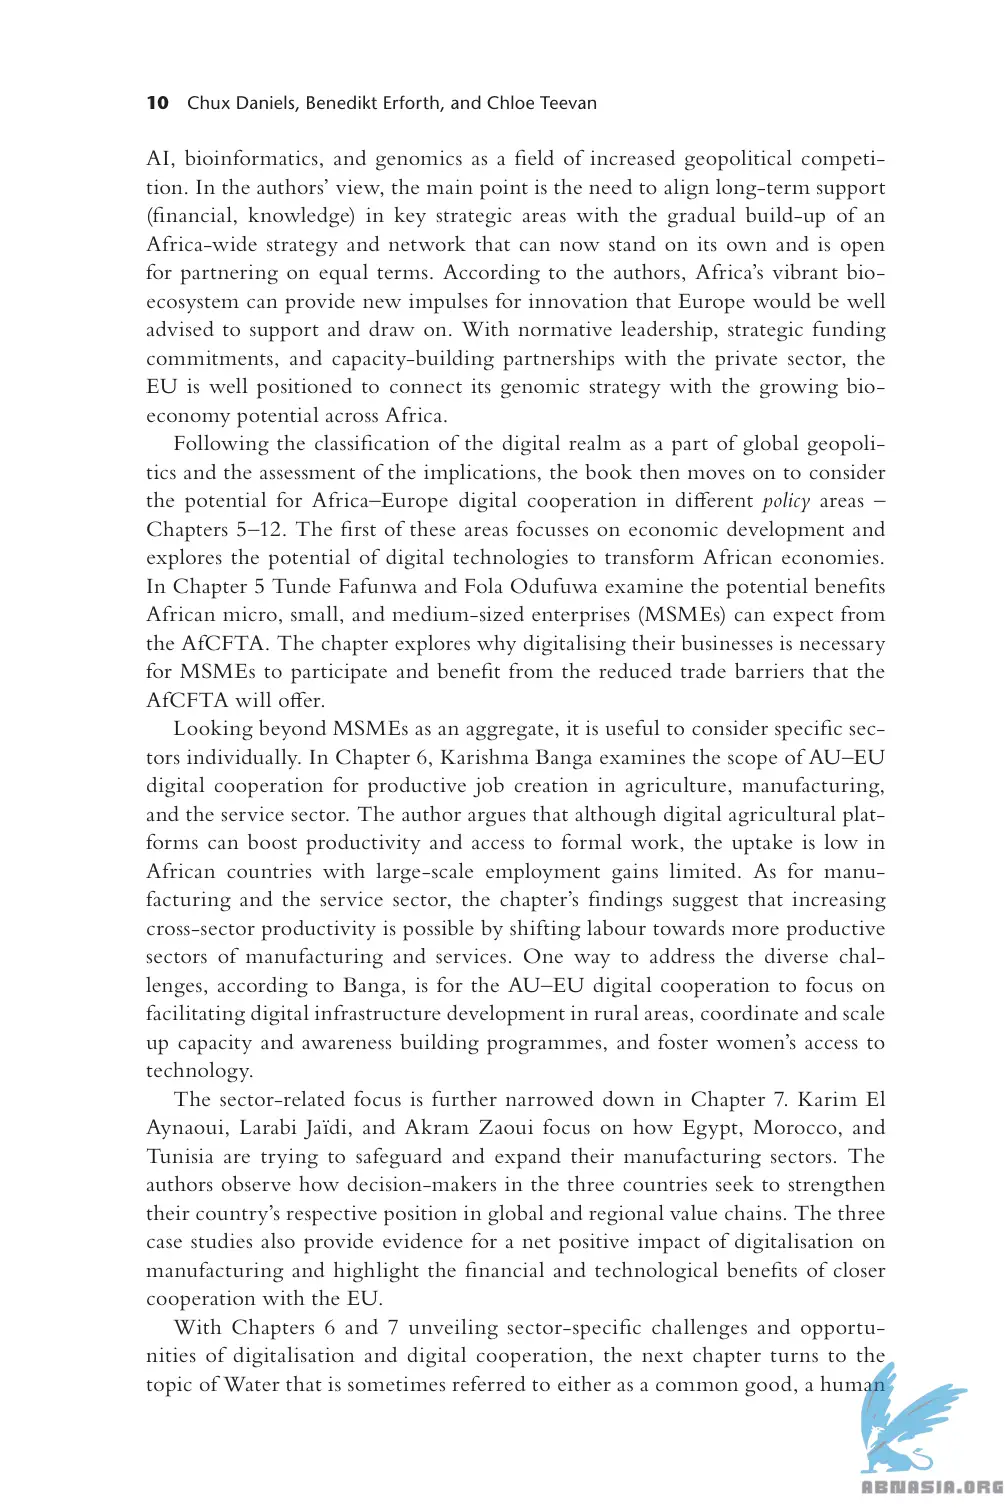 10 Chux Daniels, Benedikt Erforth, and Chloe Teevan
AI, bioinformatics, and genomics as a field of increased geopolitical competi-
tion. In the authors’ view, the main point is the need to align long-term support
(financial, knowledge) in key strategic areas with the gradual build-up of an
Africa-wide strategy and network that can now stand on its own and is open
for partnering on equal terms. According to the authors, Africa’s vibrant bio-
ecosystem can provide new impulses for innovation that Europe would be well
advised to support and draw on. With normative leadership, strategic funding
commitments, and capacity-building partnerships with the private sector, the
EU is well positioned to connect its genomic strategy with the growing bio-
economy potential across Africa.
Following the classification of the digital realm as a part of global geopoli-
tics and the assessment of the implications, the book then moves on to consider
the potential for Africa–Europe digital cooperation in different policy areas –
Chapters 5–12. The first of these areas focusses on economic development and
explores the potential of digital technologies to transform African economies.
In Chapter 5 Tunde Fafunwa and Fola Odufuwa examine the potential benefits
African micro, small, and medium-sized enterprises (MSMEs) can expect from
the AfCFTA. The chapter explores why digitalising their businesses is necessary
for MSMEs to participate and benefit from the reduced trade barriers that the
AfCFTA will offer.
Looking beyond MSMEs as an aggregate, it is useful to consider specific sec-
tors individually. In Chapter 6, Karishma Banga examines the scope of AU–EU
digital cooperation for productive job creation in agriculture, manufacturing,
and the service sector. The author argues that although digital agricultural plat-
forms can boost productivity and access to formal work, the uptake is low in
African countries with large-scale employment gains limited. As for manu-
facturing and the service sector, the chapter’s findings suggest that increasing
cross-sector productivity is possible by shifting labour towards more productive
sectors of manufacturing and services. One way to address the diverse chal-
lenges, according to Banga, is for the AU–EU digital cooperation to focus on
facilitating digital infrastructure development in rural areas, coordinate and scale
up capacity and awareness building programmes, and foster women’s access to
technology.
The sector-related focus is further narrowed down in Chapter 7. Karim El
Aynaoui, Larabi Jaïdi, and Akram Zaoui focus on how Egypt, Morocco, and
Tunisia are trying to safeguard and expand their manufacturing sectors. The
authors observe how decision-makers in the three countries seek to strengthen
their country’s respective position in global and regional value chains. The three
case studies also provide evidence for a net positive impact of digitalisation on
manufacturing and highlight the financial and technological benefits of closer
cooperation with the EU.
With Chapters 6 and 7 unveiling sector-specific challenges and opportu-
nities of digitalisation and digital cooperation, the next chapter turns to the
topic of Water that is sometimes referred to either as a common good, a human
ABNASIA.ORG